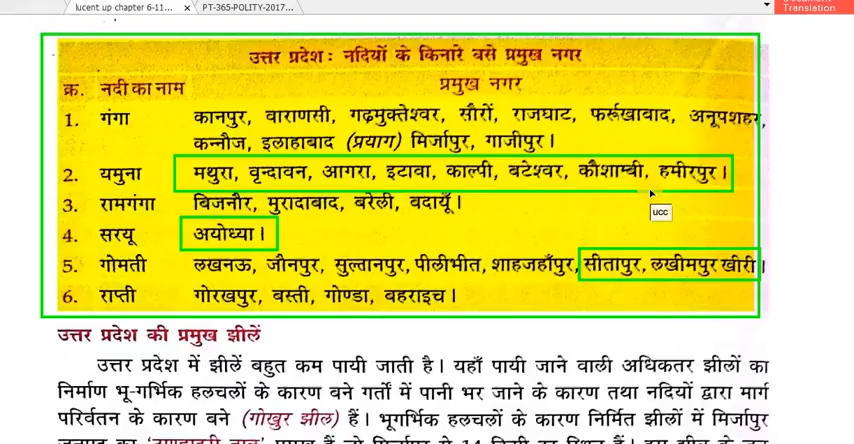 lucent up chapter 6-11...
PT-365-POLITY-2017...
Translation
उत्तर प्रदेश: नदियों के किनारे बसे प्रमुख नगर
क्र. नदी का नाम प्रमुख नगर
1. गंगा कानपुर, वाराणसी, गढ़मुक्तेश्वर, सौरों, राजघाट, फर्रूखाबाद, अनूपशहर,
कन्नौज, इलाहाबाद (प्रयाग) मिर्जापुर, गाजीपुर।
2. यमुना मथुरा, वृन्दावन, आगरा, इटावा, काल्पी, बटेश्वर, कौशाम्बी, हमीरपुर।
ucc
3. रामगंगा बिजनौर, मुरादाबाद, बरेली, बदायूँ।
4. सरयू अयोध्या।
5. गोमती लखनऊ, जौनपुर, सुल्तानपुर, पीलीभीत, शाहजहाँपुर, सीतापुर, लखीमपुर खीरी।
6. राप्ती गोरखपुर, बस्ती, गोण्डा, बहराइच।
उत्तर प्रदेश की प्रमुख झीलें
उत्तर प्रदेश में झीलें बहुत कम पायी जाती है। यहाँ पायी जाने वाली अधिकतर झीलों का
निर्माण भू-गर्भिक हलचलों के कारण बने गर्तों में पानी भर जाने के कारण तथा नदियों द्वारा मार्ग
परिवर्तन के कारण बने (गोखुर झील) हैं। भूगर्भिक हलचलों के कारण निर्मित झीलों में मिर्जापुर